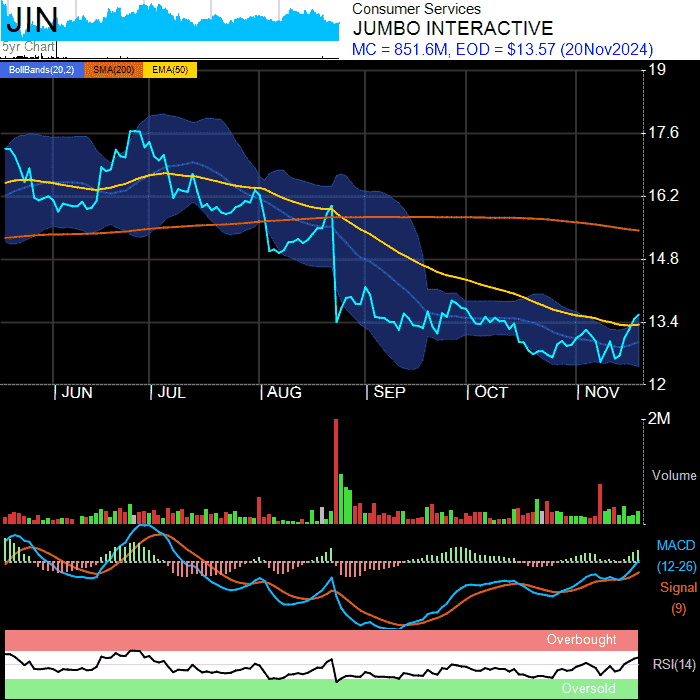 JIN
5yr Chart
Consumer Services
JUMBO INTERACTIVE
MC = 851.6M, EOD = $13.57 (20Nov2024)
BollBands(20,2) SMA(200) EMA(50)
19
17.6
16.2
14.8
13.4
12
JUN JUL AUG SEP OCT NOV
2M
Volume
MACD
(12-26)
Signal
(9)
Overbought
RSI(14)
Oversold